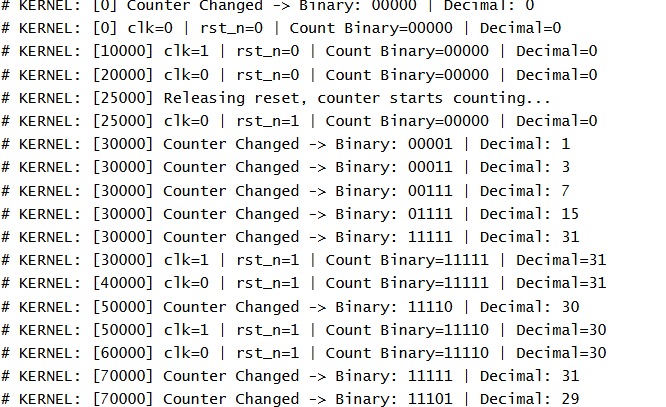 # KERNEL: [0] Counter Changed -> Binary: 00000 | Decimal: 0
# KERNEL: [0] clk=0 | rst_n=0 | Count Binary=00000 | Decimal=0
# KERNEL: [10000] clk=1 | rst_n=0 | Count Binary=00000 | Decimal=0
# KERNEL: [20000] clk=0 | rst_n=0 | Count Binary=00000 | Decimal=0
# KERNEL: [25000] Releasing reset, counter starts counting...
# KERNEL: [25000] clk=0 | rst_n=1 | Count Binary=00000 | Decimal=0
# KERNEL: [30000] Counter Changed -> Binary: 00001 | Decimal: 1
# KERNEL: [30000] Counter Changed -> Binary: 00011 | Decimal: 3
# KERNEL: [30000] Counter Changed -> Binary: 00111 | Decimal: 7
# KERNEL: [30000] Counter Changed -> Binary: 01111 | Decimal: 15
# KERNEL: [30000] Counter Changed -> Binary: 11111 | Decimal: 31
# KERNEL: [30000] clk=1 | rst_n=1 | Count Binary=11111 | Decimal=31
# KERNEL: [40000] clk=0 | rst_n=1 | Count Binary=11111 | Decimal=31
# KERNEL: [50000] Counter Changed -> Binary: 11110 | Decimal: 30
# KERNEL: [50000] clk=1 | rst_n=1 | Count Binary=11110 | Decimal=30
# KERNEL: [60000] clk=0 | rst_n=1 | Count Binary=11110 | Decimal=30
# KERNEL: [70000] Counter Changed -> Binary: 11111 | Decimal: 31
# KERNEL: [70000] Counter Changed -> Binary: 11101 | Decimal: 29